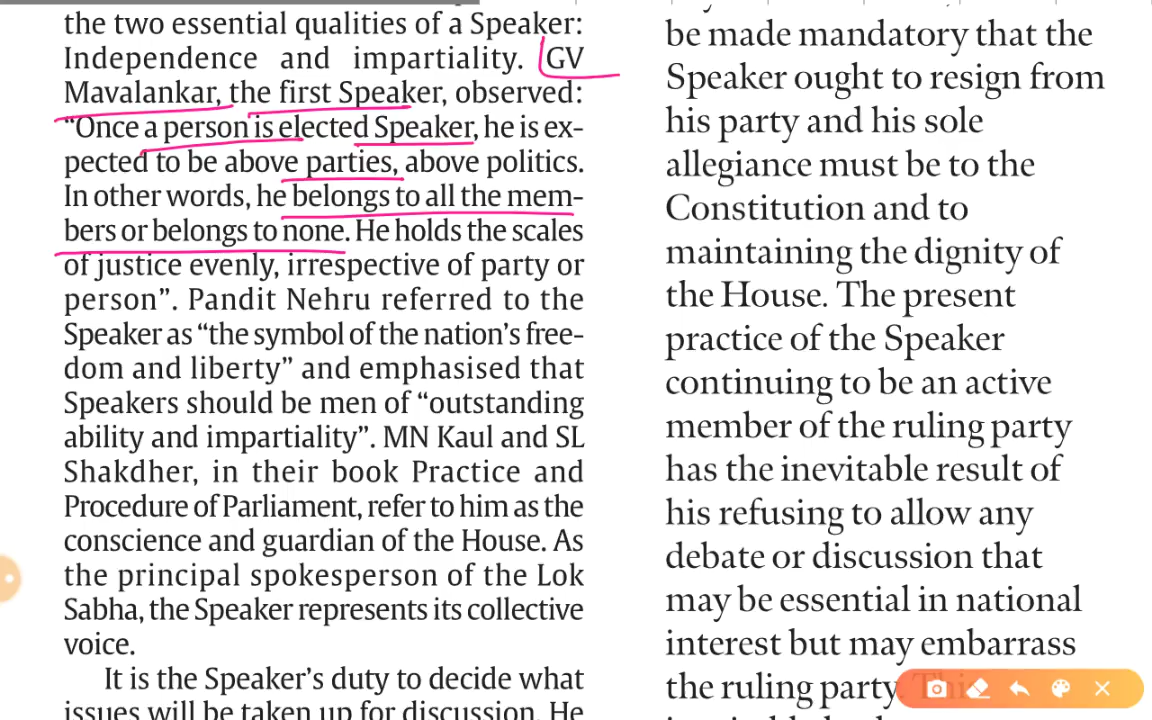 the two essential qualities of a Speaker:
Independence and impartiality. GV
Mavalankar, the first Speaker, observed:
“Once a person is elected Speaker, he is ex-
pected to be above parties, above politics.
In other words, he belongs to all the mem-
bers or belongs to none. He holds the scales
of justice evenly, irrespective of party or
person”. Pandit Nehru referred to the
Speaker as “the symbol of the nation’s free-
dom and liberty” and emphasised that
Speakers should be men of “outstanding
ability and impartiality”. MN Kaul and SL
Shakdher, in their book Practice and
Procedure of Parliament, refer to him as the
conscience and guardian of the House. As
the principal spokesperson of the Lok
Sabha, the Speaker represents its collective
voice.
It is the Speaker’s duty to decide what
issues will be taken up for discussion. He
be made mandatory that the
Speaker ought to resign from
his party and his sole
allegiance must be to the
Constitution and to
maintaining the dignity of
the House. The present
practice of the Speaker
continuing to be an active
member of the ruling party
has the inevitable result of
his refusing to allow any
debate or discussion that
may be essential in national
interest but may embarrass
the ruling party.